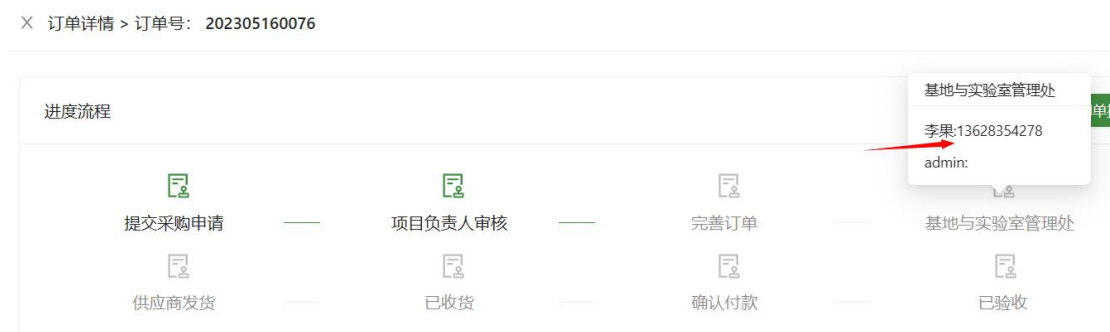 订单详情 > 订单号： 202305160076
进度流程
基地与实验室管理处
李果:13628354278
admin:
提交采购申请
项目负责人审核
完善订单
基地与实验室管理处
供应商发货
已收货
确认付款
已验收